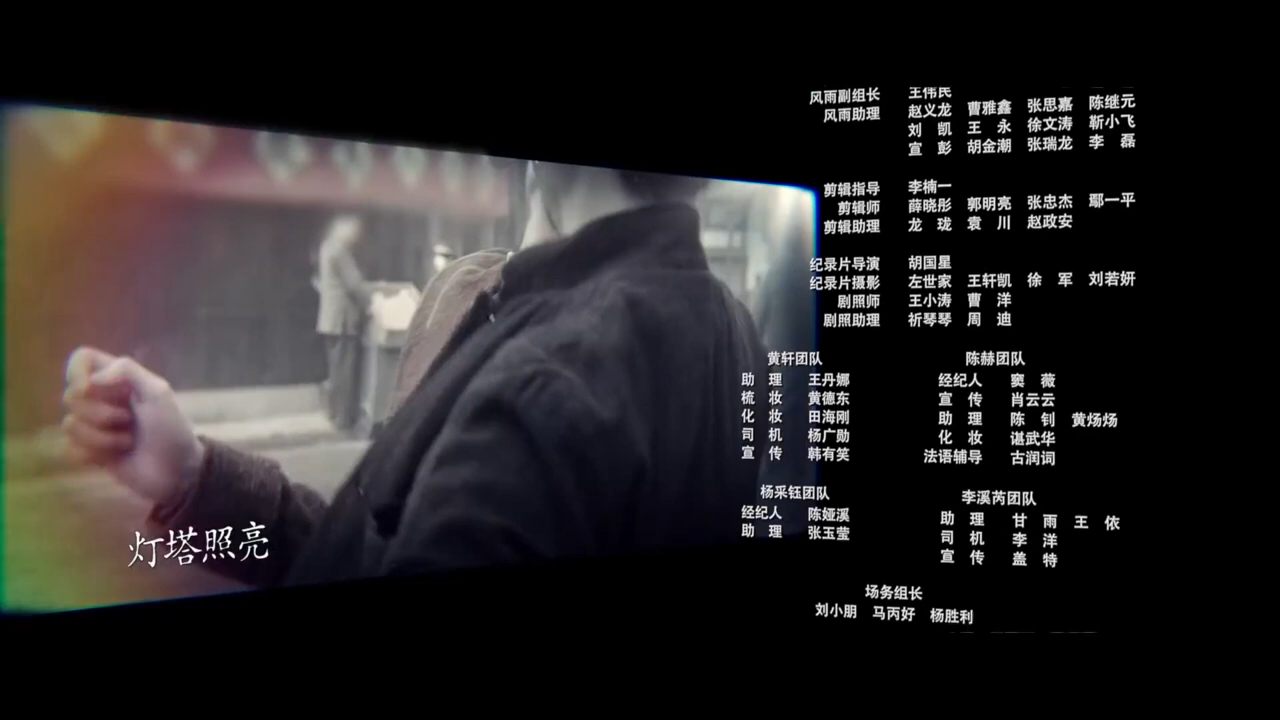 风雨副组长 王伟民
风雨助理 赵义龙 曹雅鑫 张思嘉 陈继元
刘 凯 王 永 徐文涛 靳小飞
宣 彭 胡金潮 张瑞龙 李 磊
剪辑指导 李楠一
剪辑师 薛晓彤 郭明亮 张忠杰 鄢一平
剪辑助理 龙 珑 袁 川 赵政安
纪录片导演 胡国星
纪录片摄影 左世家 王轩凯 徐 军 刘若妍
剧照师 王小涛 曹 洋
剧照助理 祈琴琴 周 迪
黄轩团队
助 理 王丹娜
梳 妆 黄德东
化 妆 田海刚
司 机 杨广勋
宣 传 韩有笑
陈赫团队
经纪人 窦 薇
宣 传 肖云云
助 理 陈 钊 黄炀炀
化 妆 谌武华
法语辅导 古润词
杨采钰团队
经纪人 陈娅溪
助 理 张玉莹
李溪芮团队
助 理 甘 雨 王 依
司 机 李 洋
宣 传 盖 特
场务组长
刘小朋 马丙好 杨胜利
灯塔照亮